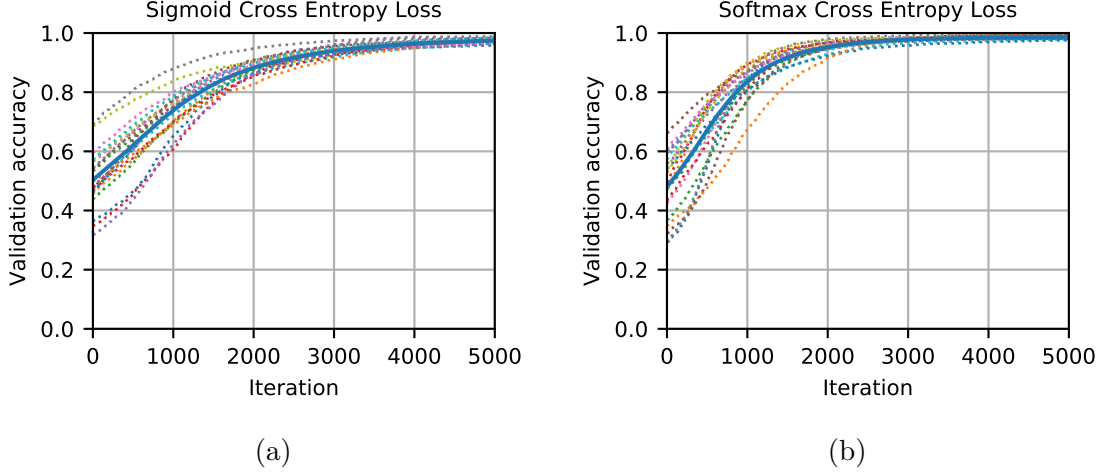 Sigmoid Cross Entropy Loss
Validation accuracy
1.0
0.8
0.6
0.4
0.2
0.0
0 1000 2000 3000 4000 5000
Iteration
(a)
Softmax Cross Entropy Loss
Validation accuracy
1.0
0.8
0.6
0.4
0.2
0.0
0 1000 2000 3000 4000 5000
Iteration
(b)